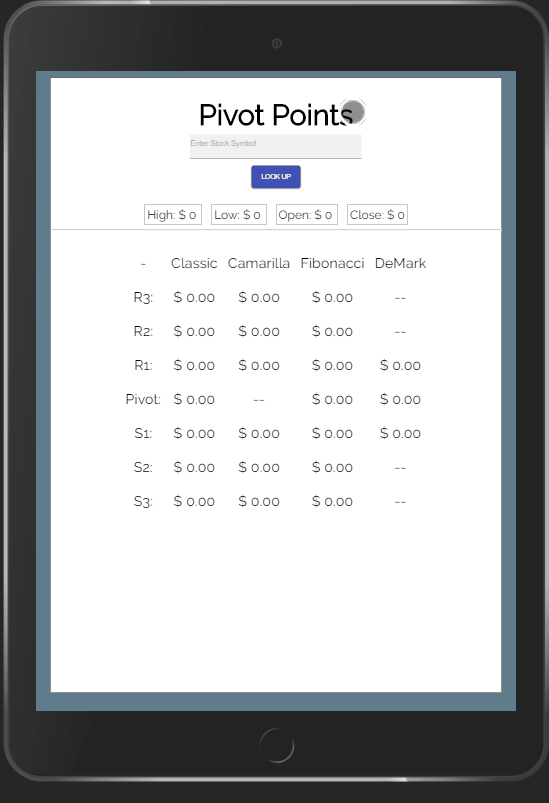 Pivot Points
Enter Stock Symbol
LOOK UP
High: $ 0 Low: $ 0 Open: $ 0 Close: $ 0
- Classic Camarilla Fibonacci DeMark
R3: $ 0.00 $ 0.00 $ 0.00 --
R2: $ 0.00 $ 0.00 $ 0.00 --
R1: $ 0.00 $ 0.00 $ 0.00 $ 0.00
Pivot: $ 0.00 -- $ 0.00 $ 0.00
S1: $ 0.00 $ 0.00 $ 0.00 $ 0.00
S2: $ 0.00 $ 0.00 $ 0.00 --
S3: $ 0.00 $ 0.00 $ 0.00 --